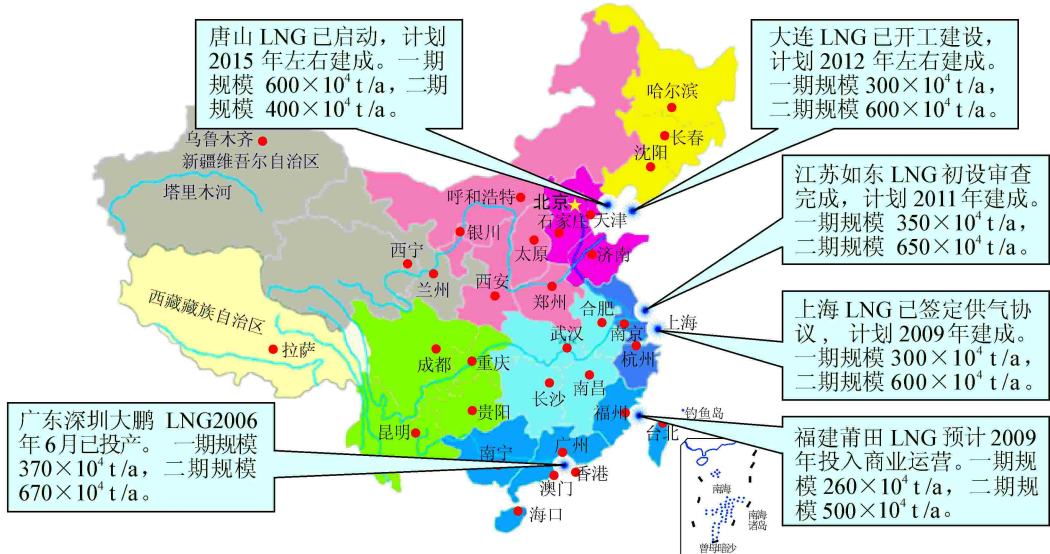 唐山 LNG 已启动，计划
2015 年左右建成。一期
规模 600×10⁴ t/a，二期
规模 400×10⁴ t/a。
大连 LNG 已开工建设，
计划 2012 年左右建成。
一期规模 300×10⁴ t/a，
二期规模 600×10⁴ t/a。
江苏如东 LNG 初设审查
完成，计划 2011 年建成。
一期规模 350×10⁴ t/a，
二期规模 650×10⁴ t/a。
上海 LNG 已签定供气协
议，计划 2009 年建成。
一期规模 300×10⁴ t/a，
二期规模 600×10⁴ t/a。
福建莆田 LNG 预计 2009
年投入商业运营。一期规
模 260×10⁴ t/a，二期规
模 500×10⁴ t/a。
广东深圳大鹏 LNG2006
年 6 月已投产。 一期规模
370×10⁴ t/a，二期规模
670×10⁴ t/a。
哈尔滨
长春
沈阳
乌鲁木齐
新疆维吾尔自治区
塔里木河
呼和浩特
北京
天津
石家庄
银川
太原
济南
西宁
兰州
西安
郑州
合肥
南京
上海
杭州
西藏藏族自治区
拉萨
成都
重庆
武汉
南昌
长沙
贵阳
福州
钓鱼岛
台北
昆明
南宁
广州
香港
澳门
海口
南海
南海
诸岛
曾母暗沙